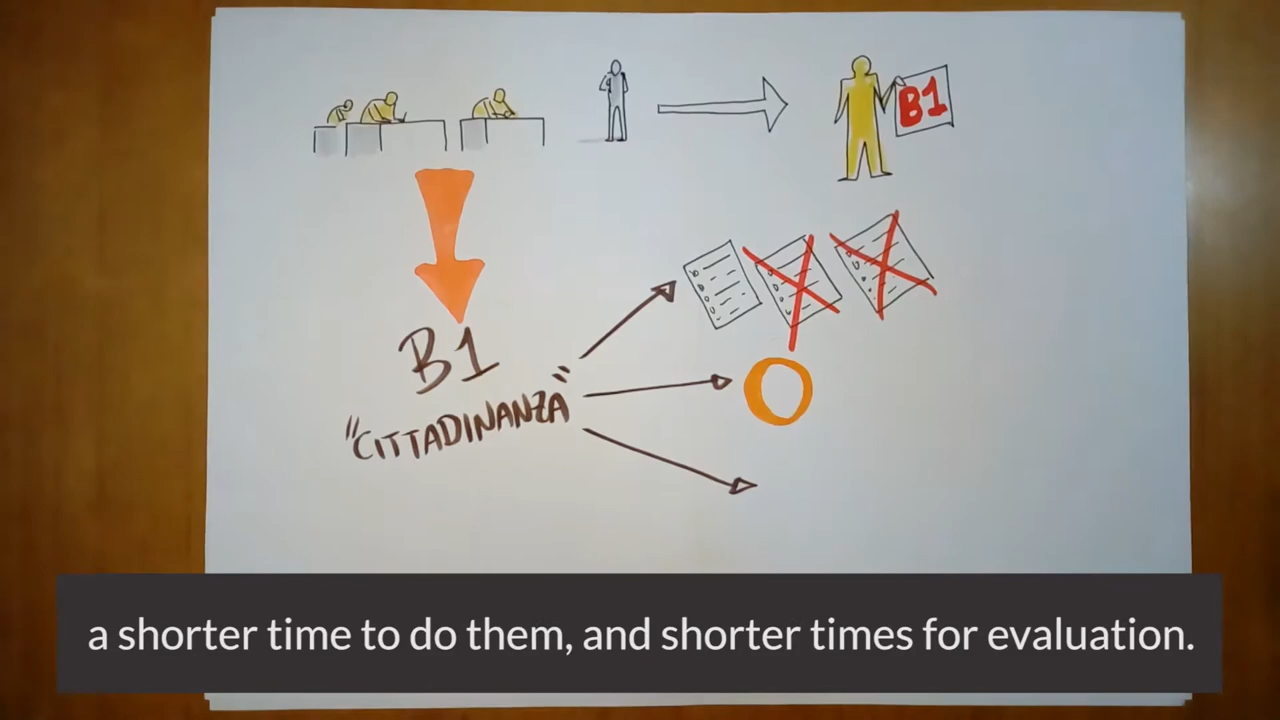 B1
B1
"CITTADINANZA"
a shorter time to do them, and shorter times for evaluation.